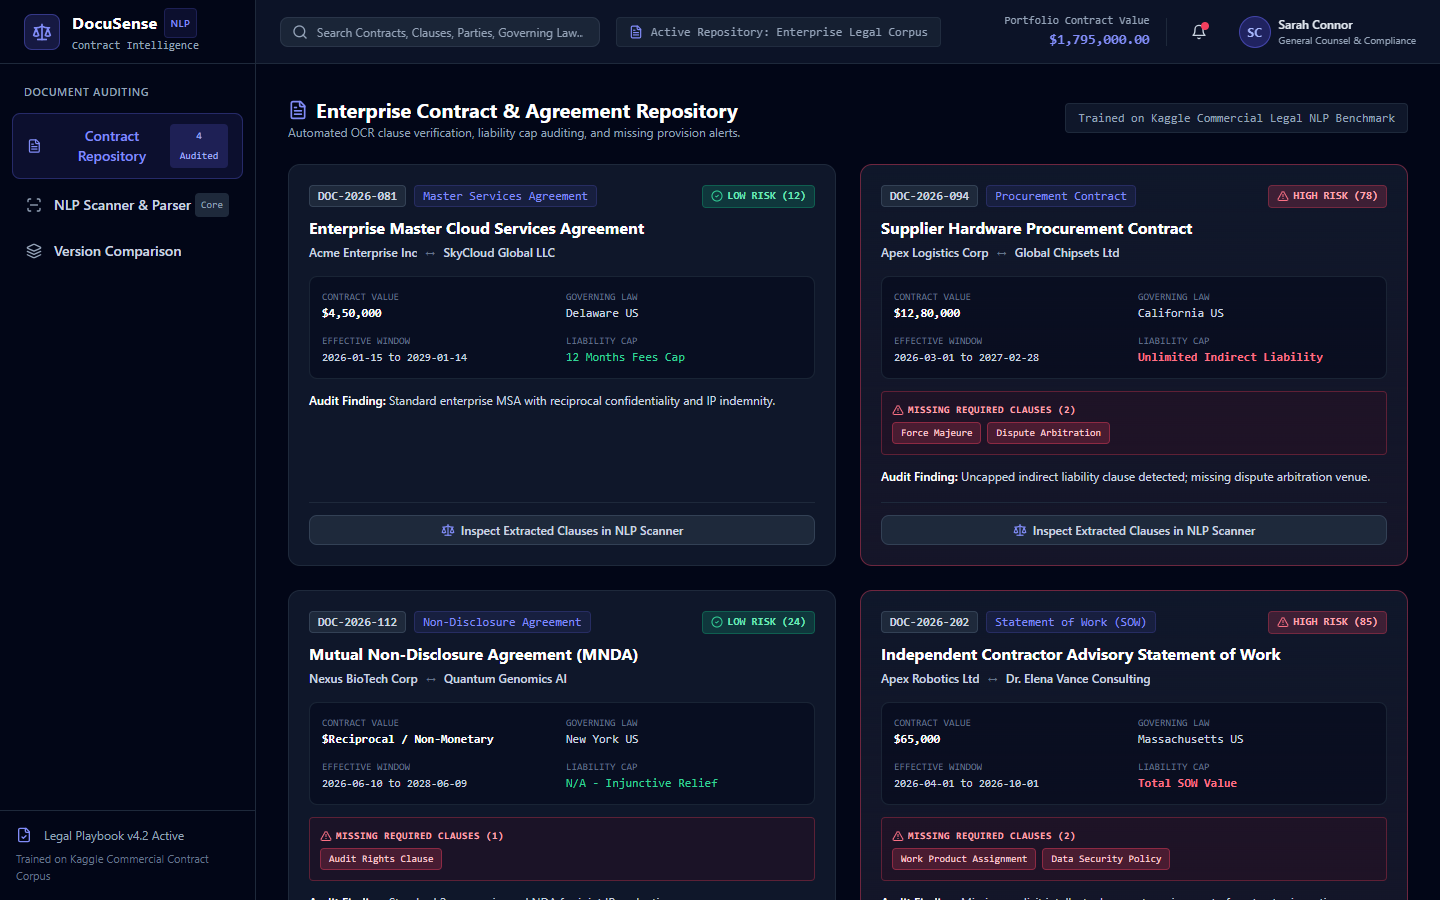 DocuSense NLP
Contract Intelligence
Search Contracts, Clauses, Parties, Governing Law...
Active Repository: Enterprise Legal Corpus
Portfolio Contract Value
$1,795,000.00
SC
Sarah Connor
General Counsel & Compliance
DOCUMENT AUDITING
Contract Repository
4 Audited
NLP Scanner & Parser Core
Version Comparison
Legal Playbook v4.2 Active
Trained on Kaggle Commercial Contract
Corpus
Enterprise Contract & Agreement Repository
Automated OCR clause verification, liability cap auditing, and missing provision alerts.
Trained on Kaggle Commercial Legal NLP Benchmark
DOC-2026-081 Master Services Agreement LOW RISK (12)
Enterprise Master Cloud Services Agreement
Acme Enterprise Inc ↔ SkyCloud Global LLC
CONTRACT VALUE GOVERNING LAW
$4,50,000 Delaware US
EFFECTIVE WINDOW LIABILITY CAP
2026-01-15 to 2029-01-14 12 Months Fees Cap
Audit Finding: Standard enterprise MSA with reciprocal confidentiality and IP indemnity.
Inspect Extracted Clauses in NLP Scanner
DOC-2026-094 Procurement Contract HIGH RISK (78)
Supplier Hardware Procurement Contract
Apex Logistics Corp ↔ Global Chipsets Ltd
CONTRACT VALUE GOVERNING LAW
$12,80,000 California US
EFFECTIVE WINDOW LIABILITY CAP
2026-03-01 to 2027-02-28 Unlimited Indirect Liability
MISSING REQUIRED CLAUSES (2)
Force Majeure Dispute Arbitration
Audit Finding: Uncapped indirect liability clause detected; missing dispute arbitration venue.
Inspect Extracted Clauses in NLP Scanner
DOC-2026-112 Non-Disclosure Agreement LOW RISK (24)
Mutual Non-Disclosure Agreement (MNDA)
Nexus BioTech Corp ↔ Quantum Genomics AI
CONTRACT VALUE GOVERNING LAW
$Reciprocal / Non-Monetary New York US
EFFECTIVE WINDOW LIABILITY CAP
2026-06-10 to 2028-06-09 N/A - Injunctive Relief
MISSING REQUIRED CLAUSES (1)
Audit Rights Clause
DOC-2026-202 Statement of Work (SOW) HIGH RISK (85)
Independent Contractor Advisory Statement of Work
Apex Robotics Ltd ↔ Dr. Elena Vance Consulting
CONTRACT VALUE GOVERNING LAW
$65,000 Massachusetts US
EFFECTIVE WINDOW LIABILITY CAP
2026-04-01 to 2026-10-01 Total SOW Value
MISSING REQUIRED CLAUSES (2)
Work Product Assignment Data Security Policy